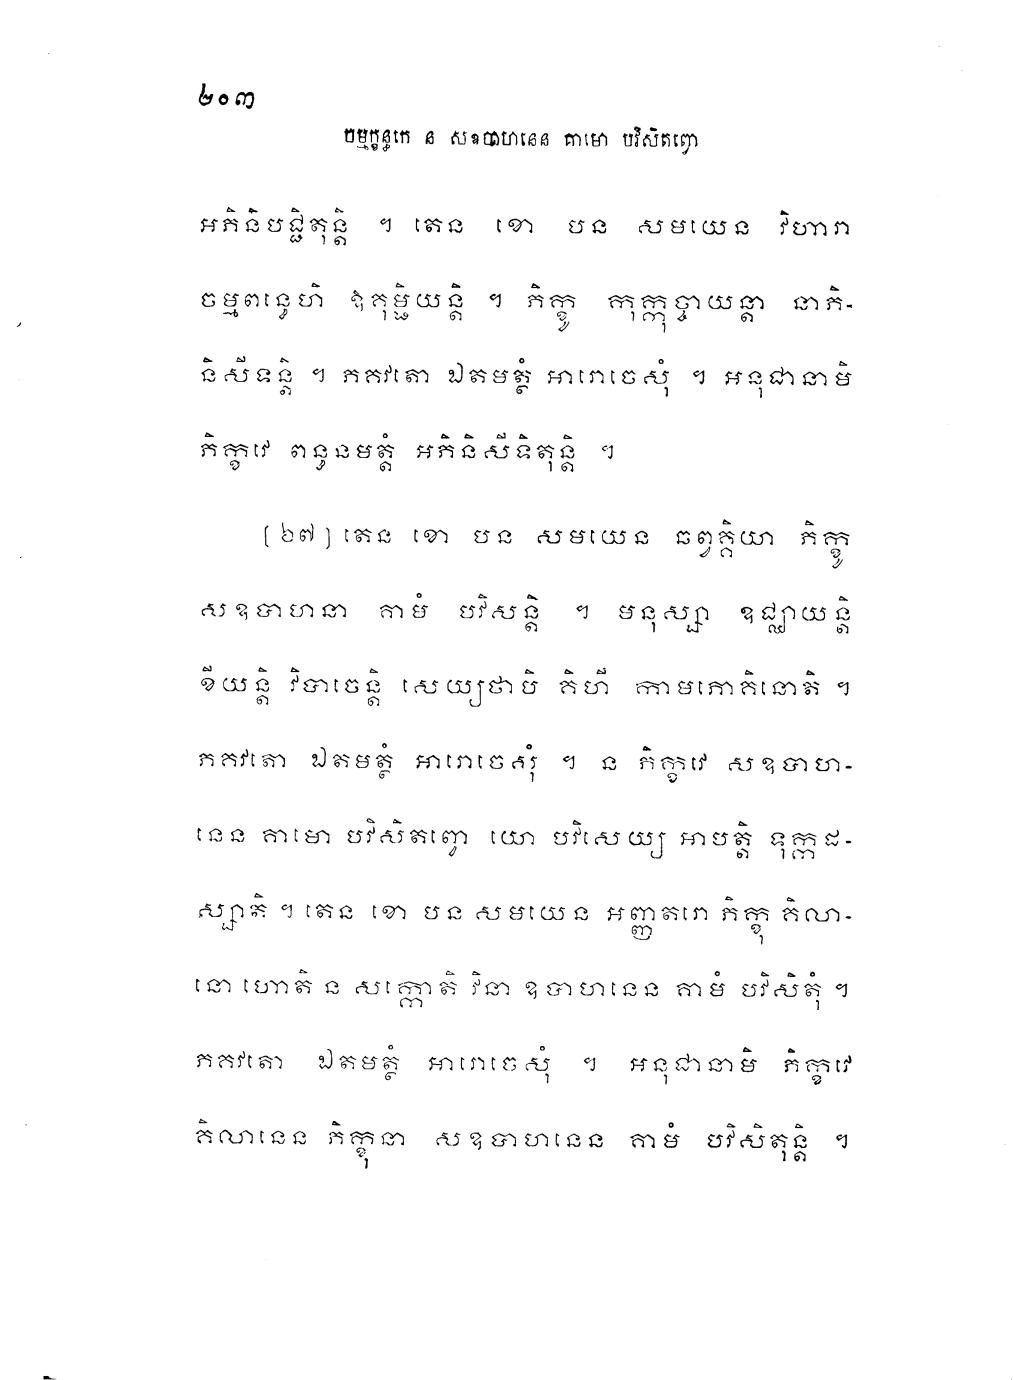 ២០៣
ចម្មក្ខន្ធកេ ន សឧបាហនេន គាមោ បវិសិតព្វោ
អភិនិបជ្ជិតុន្តិ ។ តេន ខោ បន សមយេន វិហារា
ចម្មពន្ធេហិ ឱគុម្ផិយន្តិ ។ ភិក្ខូ កុក្កុច្ចាយន្តា នាភិ-
និសីទន្តិ ។ ភគវតោ ឯតមត្ថំ អារោចេសុំ ។ អនុជានាមិ
ភិក្ខវេ ពន្ធនមត្តំ អភិនិសីទិតុន្តិ ។
[២៧] តេន ខោ បន សមយេន ឆព្វគ្គិយា ភិក្ខូ
សឧបាហនា គាមំ បវិសន្តិ ។ មនុស្សា ឧជ្ឈាយន្តិ
ខីយន្តិ វិបាចេន្តិ សេយ្យថាបិ គិហី កាមភោគិនោតិ ។
ភគវតោ ឯតមត្ថំ អារោចេសុំ ។ ន ភិក្ខវេ សឧបាហ-
នេន គាមោ បវិសិតព្វោ យោ បវិសេយ្យ អាបត្តិ ទុក្កដ-
ស្សាតិ ។ តេន ខោ បន សមយេន អញ្ញតរោ ភិក្ខុ គិលា-
នោ ហោតិ ន សក្កោតិ វិនា ឧបាហនេន គាមំ បវិសិតុំ ។
ភគវតោ ឯតមត្ថំ អារោចេសុំ ។ អនុជានាមិ ភិក្ខវេ
គិលានេន ភិក្ខុនា សឧបាហនេន គាមំ បវិសិតុន្តិ ។